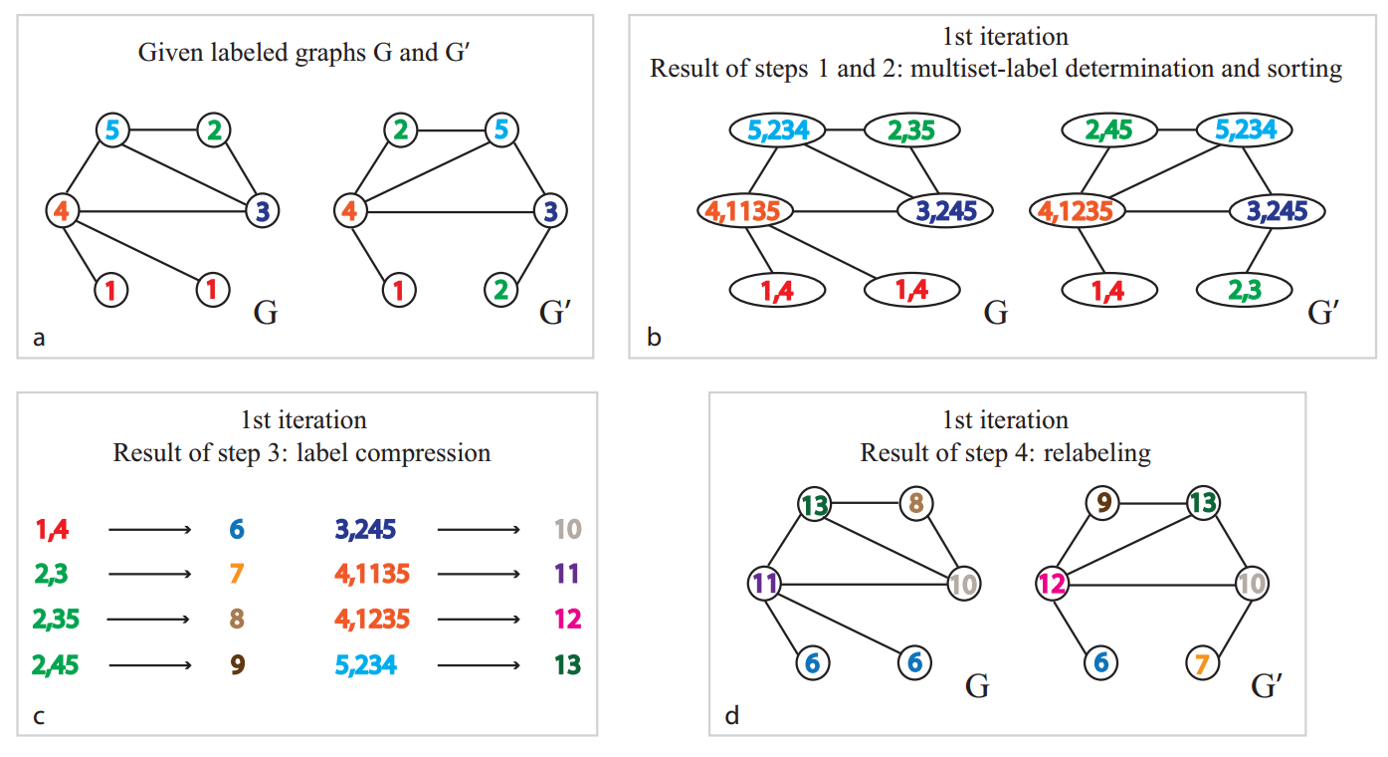 Given labeled graphs G and G′
5 2
2 5
4 3
4 3
1 1
1 2
G
G′
a
1st iteration
Result of steps 1 and 2: multiset-label determination and sorting
5,234 2,35
2,45 5,234
4,1135 3,245
4,1235 3,245
1,4 1,4
1,4 2,3
G
G′
b
1st iteration
Result of step 3: label compression
1,4 → 6
3,245 → 10
2,3 → 7
4,1135 → 11
2,35 → 8
4,1235 → 12
2,45 → 9
5,234 → 13
c
1st iteration
Result of step 4: relabeling
13 8
9 13
11 10
12 10
6 6
6 7
G
G′
d